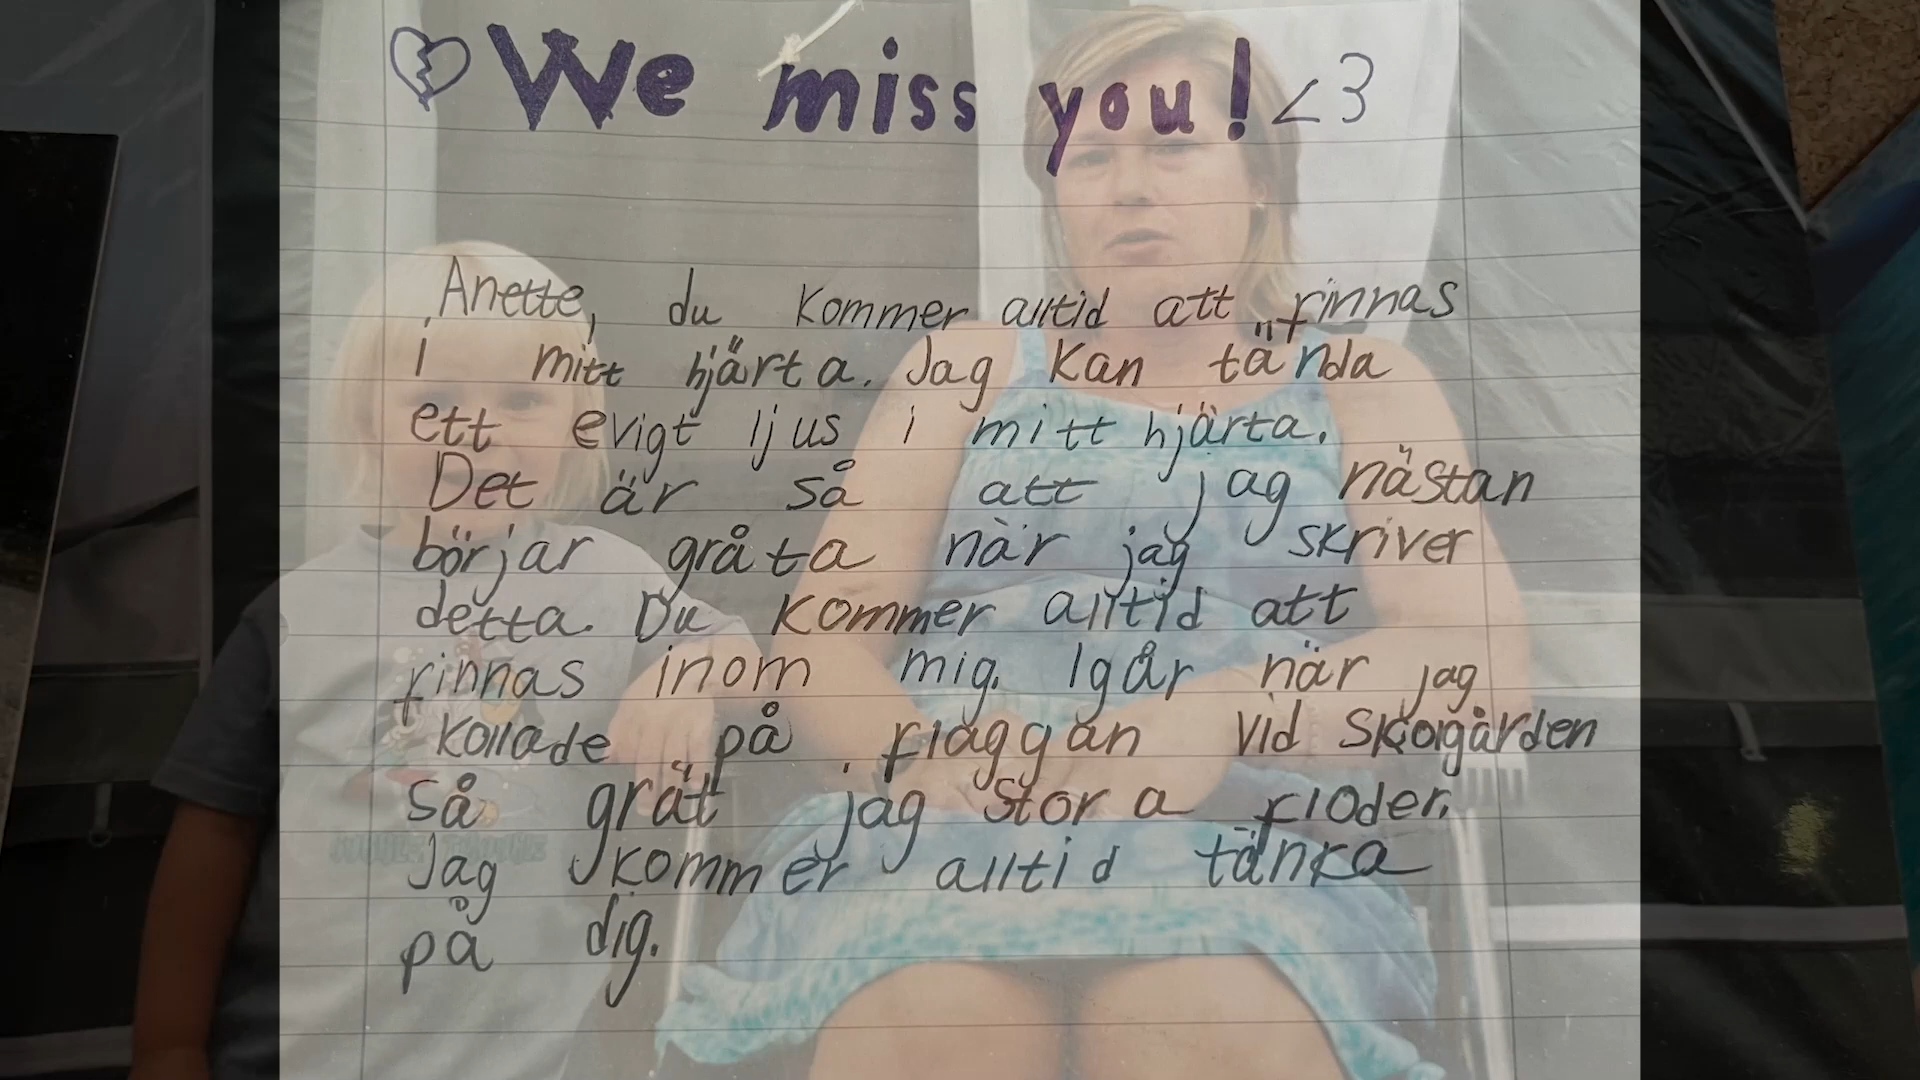 We miss you! <3
Anette, du kommer alltid att finnas
i mitt hjärta. Jag kan tända
ett evigt ljus i mitt hjärta.
Det är så att jag nästan
börjar gråta när jag skriver
detta. Du kommer alltid att
finnas inom mig. Igår när jag
kollade på flaggan vid skolgården
så grät jag stora floder.
Jag kommer alltid tänka
på dig.